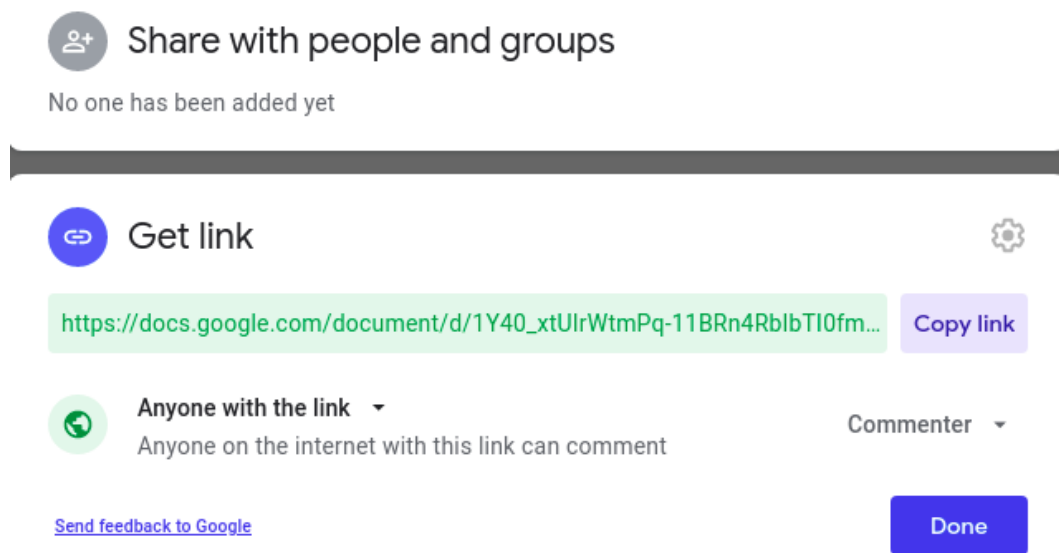 Share with people and groups
No one has been added yet
Get link
https://docs.google.com/document/d/1Y40_xtUIrWtmPq-11BRn4RbIbTI0fm...
Copy link
Anyone with the link
Anyone on the internet with this link can comment
Commenter
Send feedback to Google
Done